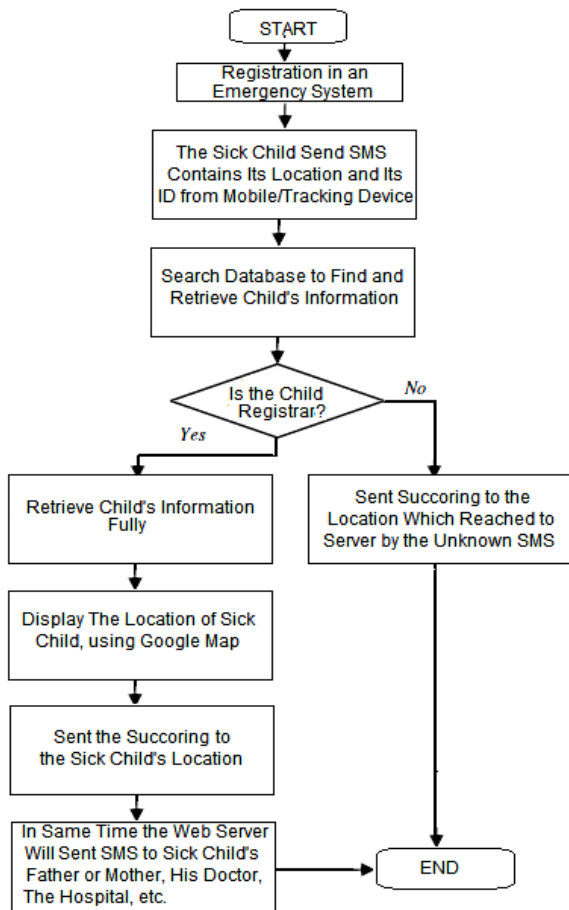 START
Registration in an
Emergency System
The Sick Child Send SMS
Contains Its Location and Its
ID from Mobile/Tracking Device
Search Database to Find and
Retrieve Child's Information
Is the Child
Registrar?
No
Yes
Retrieve Child's Information
Fully
Sent Succoring to the
Location Which Reached to
Server by the Unknown SMS
Display The Location of Sick
Child, using Google Map
Sent the Succoring to
the Sick Child's Location
In Same Time the Web Server
Will Sent SMS to Sick Child's
Father or Mother, His Doctor,
The Hospital, etc.
END